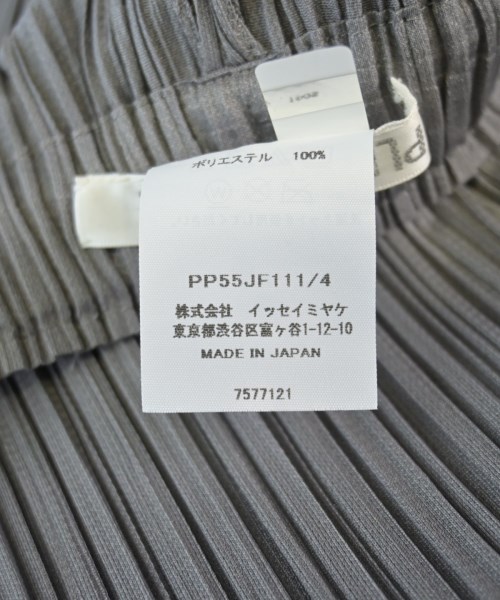 ポリエステル 100%
PP55JF111/4
株式会社 イッセイミヤケ
東京都渋谷区富ヶ谷1-12-10
MADE IN JAPAN
7577121